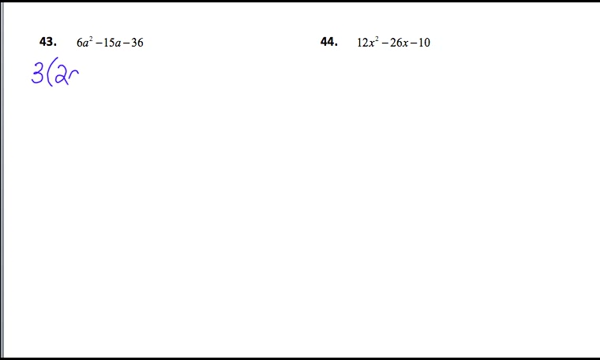 43. 6a² − 15a − 36
44. 12x² − 26x − 10
3(2